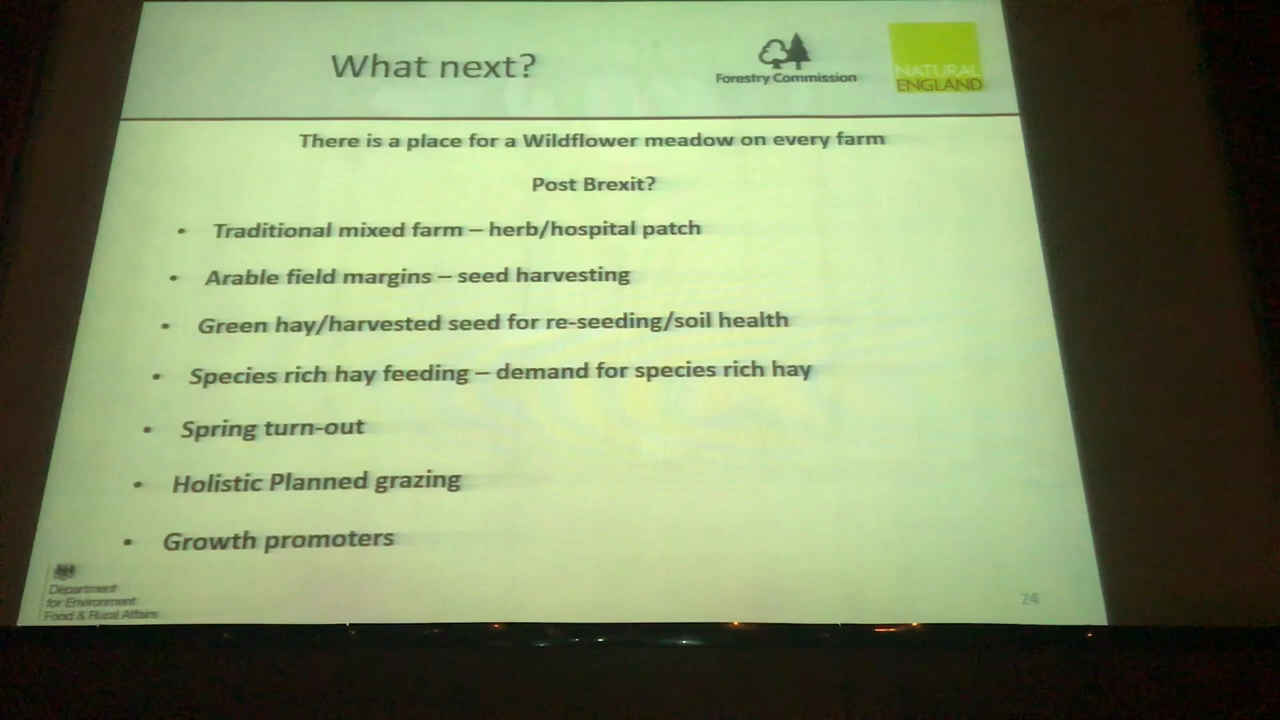 What next?
Forestry Commission
NATURAL
ENGLAND
There is a place for a Wildflower meadow on every farm
Post Brexit?
• Traditional mixed farm – herb/hospital patch
• Arable field margins – seed harvesting
• Green hay/harvested seed for re-seeding/soil health
• Species rich hay feeding – demand for species rich hay
• Spring turn-out
• Holistic Planned grazing
• Growth promoters
Department
for Environment
Food & Rural Affairs
24